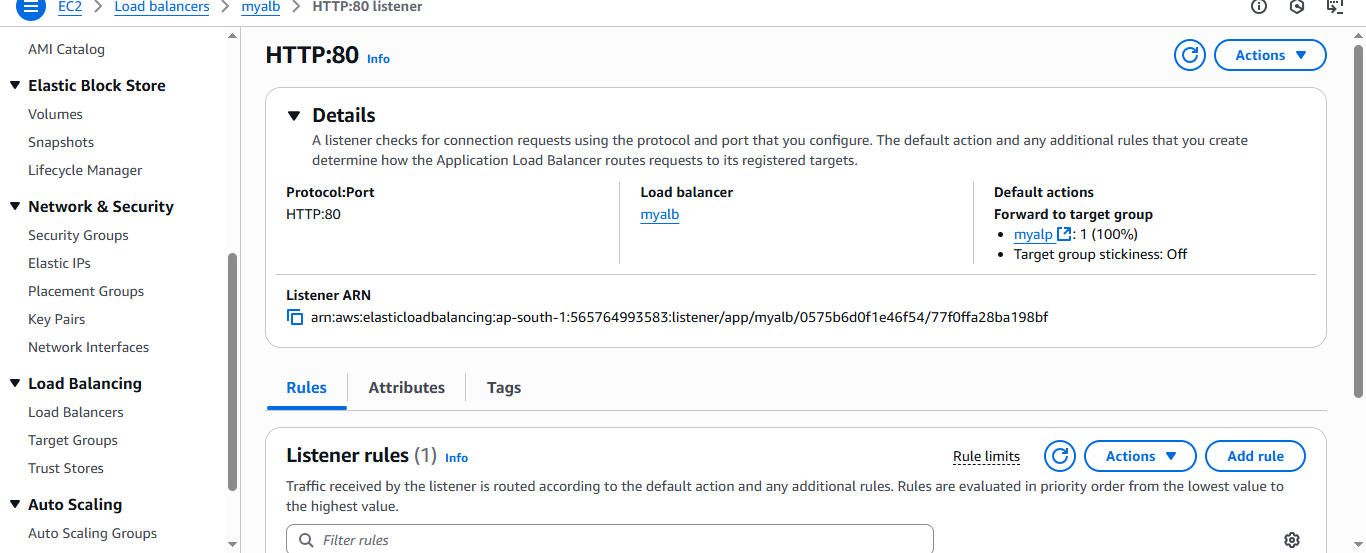 EC2 > Load balancers > myalb > HTTP:80 listener
AMI Catalog
Elastic Block Store
Volumes
Snapshots
Lifecycle Manager
Network & Security
Security Groups
Elastic IPs
Placement Groups
Key Pairs
Network Interfaces
Load Balancing
Load Balancers
Target Groups
Trust Stores
Auto Scaling
Auto Scaling Groups
HTTP:80 Info
Actions
Details
A listener checks for connection requests using the protocol and port that you configure. The default action and any additional rules that you create
determine how the Application Load Balancer routes requests to its registered targets.
Protocol:Port
HTTP:80
Load balancer
myalb
Default actions
Forward to target group
• myalp : 1 (100%)
• Target group stickiness: Off
Listener ARN
arn:aws:elasticloadbalancing:ap-south-1:565764993583:listener/app/myalb/0575b6d0f1e46f54/77f0ffa28ba198bf
Rules
Attributes
Tags
Listener rules (1) Info
Rule limits
Actions
Add rule
Traffic received by the listener is routed according to the default action and any additional rules. Rules are evaluated in priority order from the lowest value to
the highest value.
Filter rules